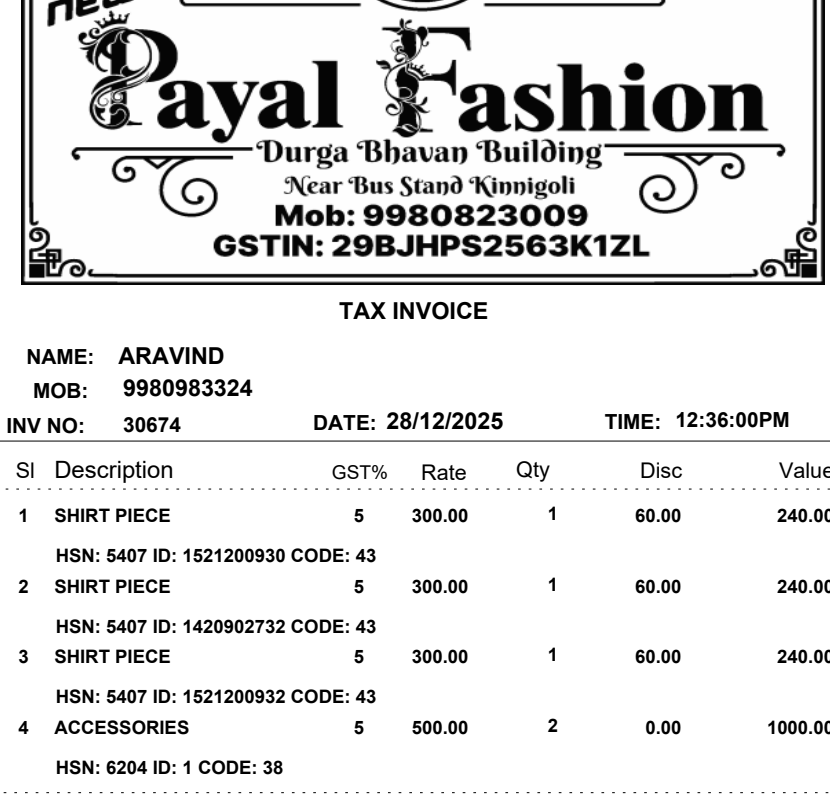 new
Payal Fashion
Durga Bhavan Building
Near Bus Stand Kinnigoli
Mob: 9980823009
GSTIN: 29BJHPS2563K1ZL
TAX INVOICE
NAME: ARAVIND
MOB: 9980983324
INV NO: 30674 DATE: 28/12/2025 TIME: 12:36:00PM
Sl Description GST% Rate Qty Disc Value
1 SHIRT PIECE 5 300.00 1 60.00 240.00
HSN: 5407 ID: 1521200930 CODE: 43
2 SHIRT PIECE 5 300.00 1 60.00 240.00
HSN: 5407 ID: 1420902732 CODE: 43
3 SHIRT PIECE 5 300.00 1 60.00 240.00
HSN: 5407 ID: 1521200932 CODE: 43
4 ACCESSORIES 5 500.00 2 0.00 1000.00
HSN: 6204 ID: 1 CODE: 38